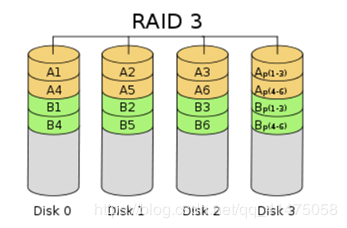 RAID 3
A1 A2 A3 Ap(1-3)
A4 A5 A6 Ap(4-6)
B1 B2 B3 Bp(1-3)
B4 B5 B6 Bp(4-6)
Disk 0 Disk 1 Disk 2 Disk 3